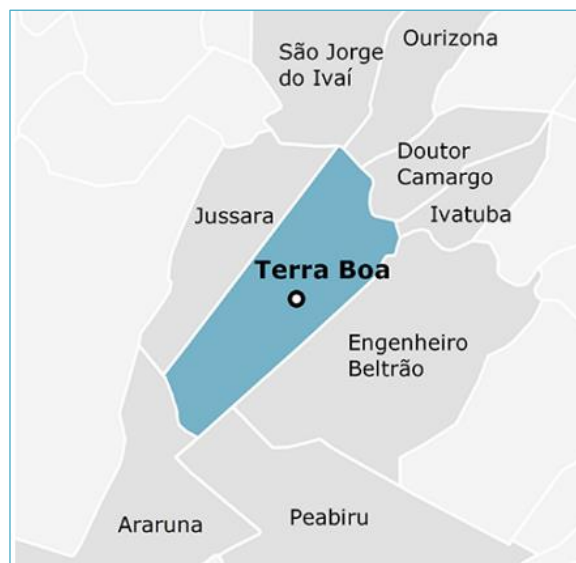 Ourizona
São Jorge
do Ivaí
Doutor
Camargo
Ivatuba
Jussara
Terra Boa
Engenheiro
Beltrão
Araruna
Peabiru